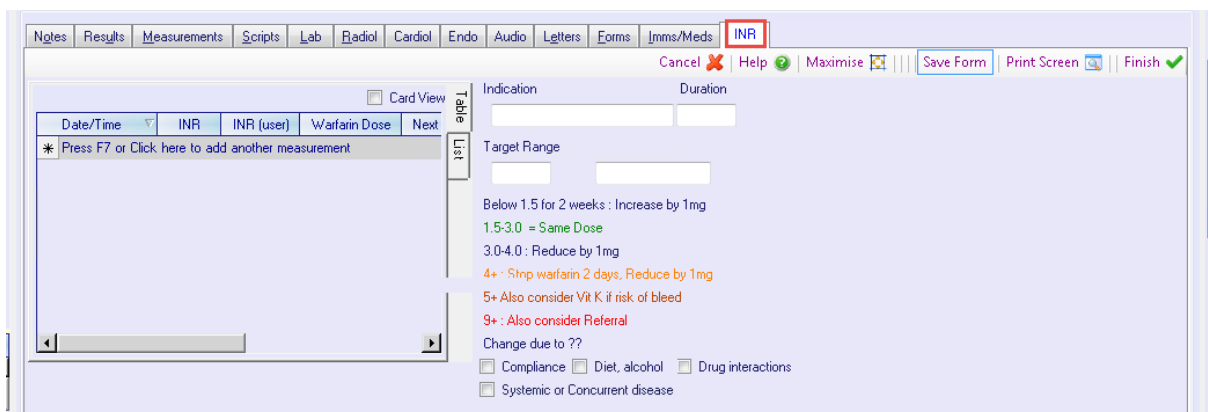 Notes Results Measurements Scripts Lab Radiol Cardiol Endo Audio Letters Forms Imms/Meds INR
Cancel Help Maximise Save Form Print Screen Finish
Card View
Date/Time INR INR (user) Warfarin Dose Next
Press F7 or Click here to add another measurement
Table
List
Indication Duration
Target Range
Below 1.5 for 2 weeks : Increase by 1mg
1.5-3.0 = Same Dose
3.0-4.0 : Reduce by 1mg
4+ : Stop warfarin 2 days, Reduce by 1mg
5+ Also consider Vit K if risk of bleed
9+ : Also consider Referral
Change due to ??
Compliance Diet, alcohol Drug interactions
Systemic or Concurrent disease